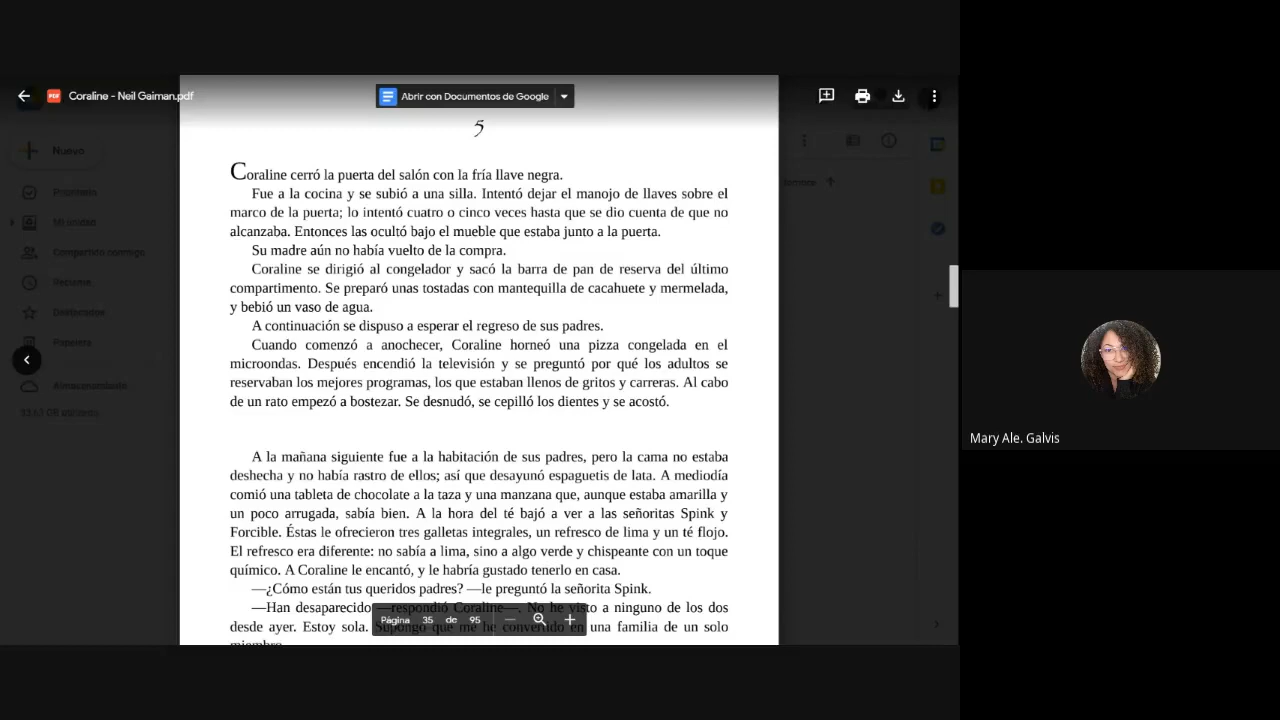 Coraline - Neil Gaiman.pdf
Abrir con Documentos de Google
Nuevo
Prioridad
Mi unidad
Compartido conmigo
Reciente
Destacados
Papelera
Almacenamiento
utilizado
5
Coraline cerró la puerta del salón con la fría llave negra.
Fue a la cocina y se subió a una silla. Intentó dejar el manojo de llaves sobre el
marco de la puerta; lo intentó cuatro o cinco veces hasta que se dio cuenta de que no
alcanzaba. Entonces las ocultó bajo el mueble que estaba junto a la puerta.
Su madre aún no había vuelto de la compra.
Coraline se dirigió al congelador y sacó la barra de pan de reserva del último
compartimento. Se preparó unas tostadas con mantequilla de cacahuete y mermelada,
y bebió un vaso de agua.
A continuación se dispuso a esperar el regreso de sus padres.
Cuando comenzó a anochecer, Coraline horneó una pizza congelada en el
microondas. Después encendió la televisión y se preguntó por qué los adultos se
reservaban los mejores programas, los que estaban llenos de gritos y carreras. Al cabo
de un rato empezó a bostezar. Se desnudó, se cepilló los dientes y se acostó.
A la mañana siguiente fue a la habitación de sus padres, pero la cama no estaba
deshecha y no había rastro de ellos; así que desayunó espaguetis de lata. A mediodía
comió una tableta de chocolate a la taza y una manzana que, aunque estaba amarilla y
un poco arrugada, sabía bien. A la hora del té bajó a ver a las señoritas Spink y
Forcible. Éstas le ofrecieron tres galletas integrales, un refresco de lima y un té flojo.
El refresco era diferente: no sabía a lima, sino a algo verde y chispeante con un toque
químico. A Coraline le encantó, y le habría gustado tenerlo en casa.
—¿Cómo están tus queridos padres? —le preguntó la señorita Spink.
—Han desaparecido —respondió Coraline—. No he visto a ninguno de los dos
desde ayer. Estoy sola. Supongo que me he convertido en una familia de un solo
miembro.
Página 35 de 95
Mary Ale. Galvis